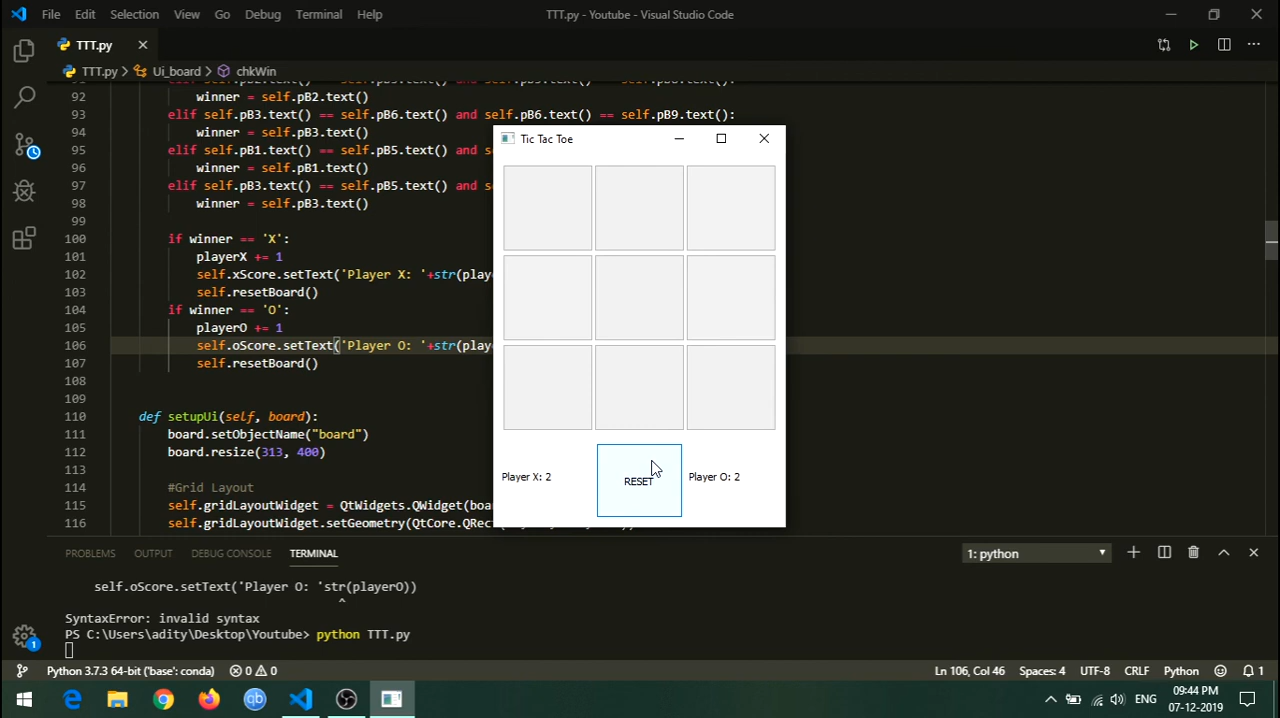 File Edit Selection View Go Debug Terminal Help TTT.py - Youtube - Visual Studio Code
TTT.py
TTT.py > Ui_board > chkWin
92 winner = self.pB2.text()
93 elif self.pB3.text() == self.pB6.text() and self.pB6.text() == self.pB9.text():
94 winner = self.pB3.text()
95 elif self.pB1.text() == self.pB5.text() and s
96 winner = self.pB1.text()
97 elif self.pB3.text() == self.pB5.text() and se
98 winner = self.pB3.text()
99
100 if winner == 'X':
101 playerX += 1
102 self.xScore.setText('Player X: '+str(play
103 self.resetBoard()
104 if winner == 'O':
105 playerO += 1
106 self.oScore.setText('Player O: '+str(play
107 self.resetBoard()
108
109
110 def setupUi(self, board):
111 board.setObjectName("board")
112 board.resize(313, 400)
113
114 #Grid Layout
115 self.gridLayoutWidget = QtWidgets.QWidget(boa
116 self.gridLayoutWidget.setGeometry(QtCore.QRec
Tic Tac Toe
Player X: 2 RESET Player O: 2
PROBLEMS OUTPUT DEBUG CONSOLE TERMINAL 1: python
self.oScore.setText('Player O: 'str(playerO))
^
SyntaxError: invalid syntax
PS C:\Users\adity\Desktop\Youtube> python TTT.py
1
Python 3.7.3 64-bit ('base': conda) 0 0 Ln 106, Col 46 Spaces: 4 UTF-8 CRLF Python 1
qb ENG 09:44 PM
07-12-2019